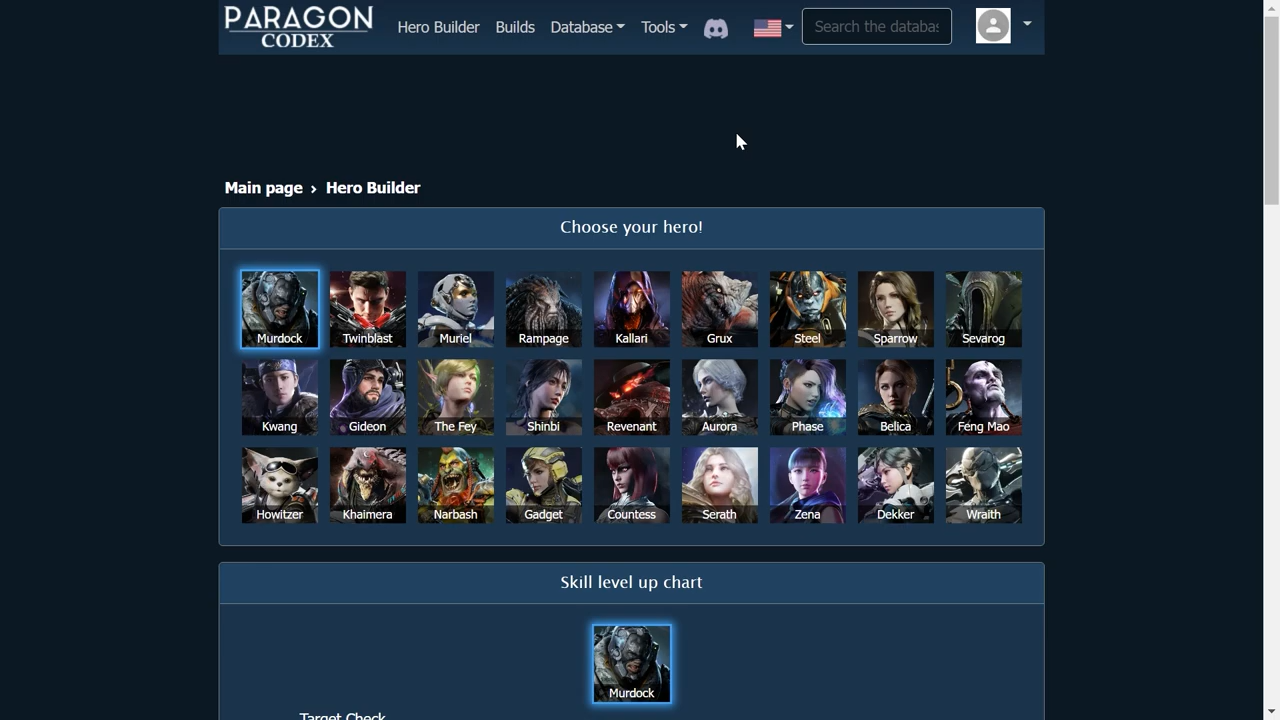 PARAGON
CODEX
Hero Builder
Builds
Database
Tools
Search the databas
Main page › Hero Builder
Choose your hero!
Murdock
Twinblast
Muriel
Rampage
Kallari
Grux
Steel
Sparrow
Sevarog
Kwang
Gideon
The Fey
Shinbi
Revenant
Aurora
Phase
Belica
Feng Mao
Howitzer
Khaimera
Narbash
Gadget
Countess
Serath
Zena
Dekker
Wraith
Skill level up chart
Murdock
Target Check